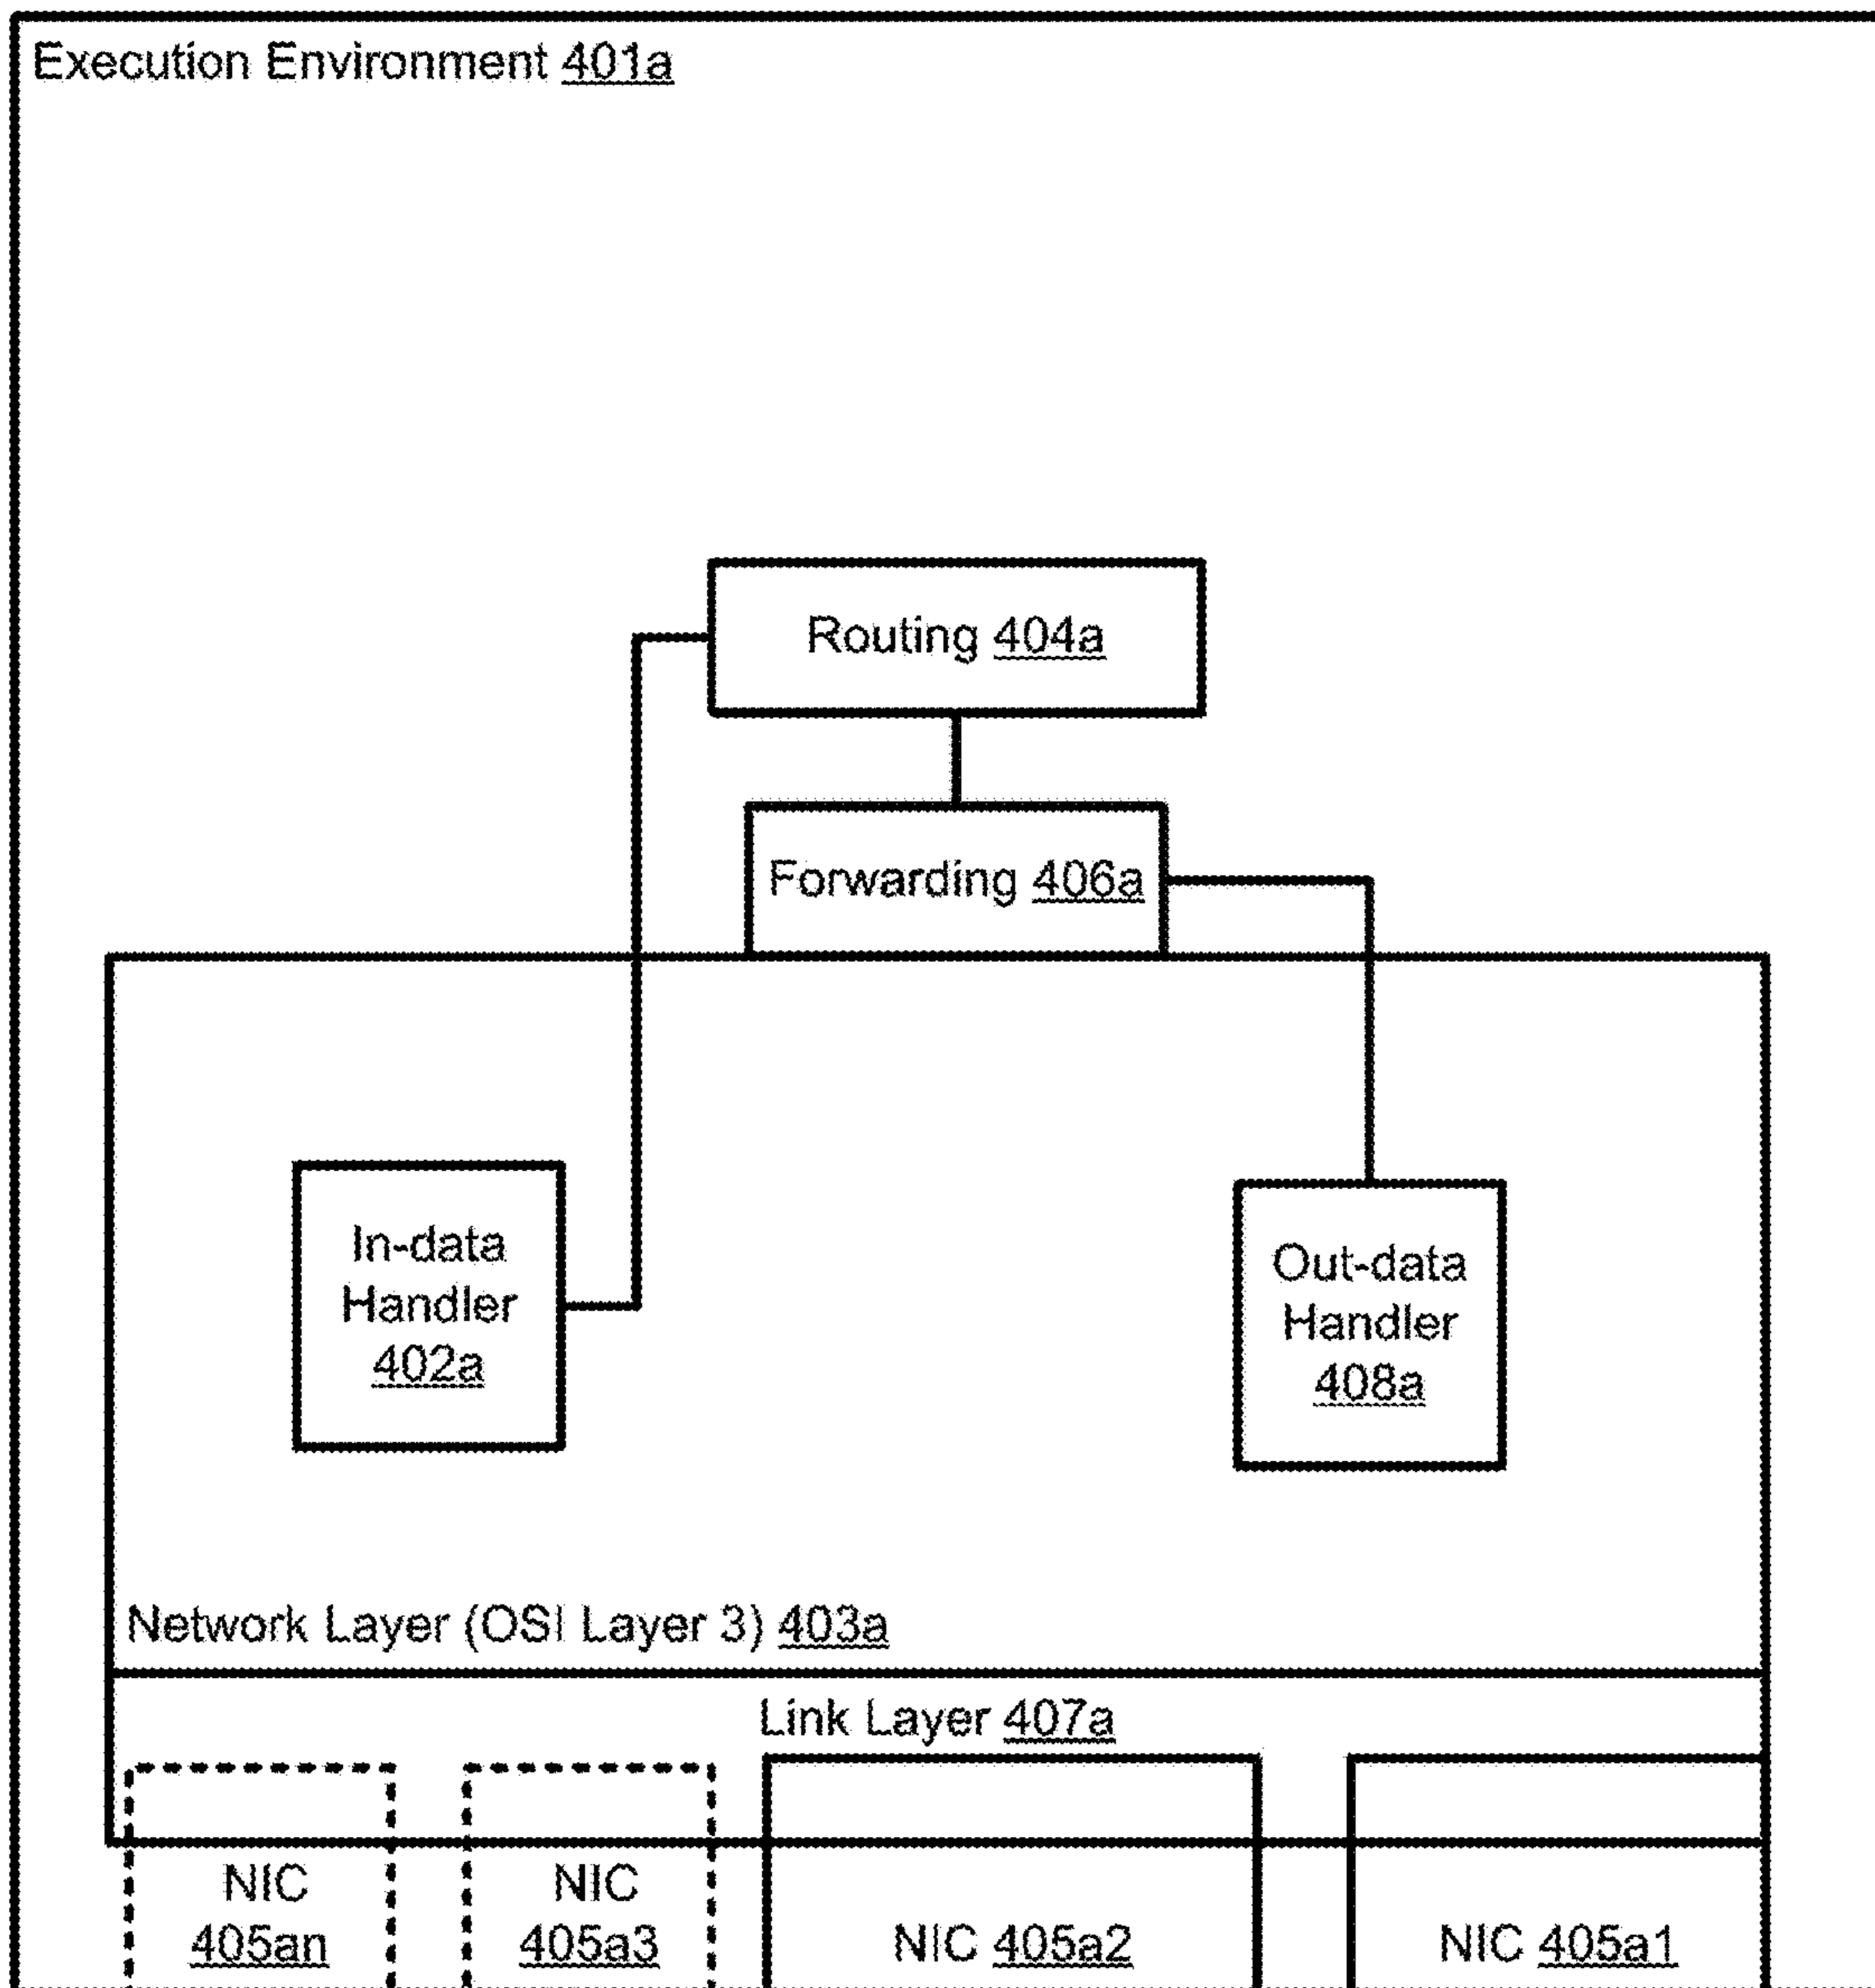 Execution Environment 401a
Routing 404a
Forwarding 406a
In-data
Handler
402a
Out-data
Handler
408a
Network Layer (OSI Layer 3) 403a
Link Layer 407a
NIC
405an
NIC
405a3
NIC 405a2
NIC 405a1